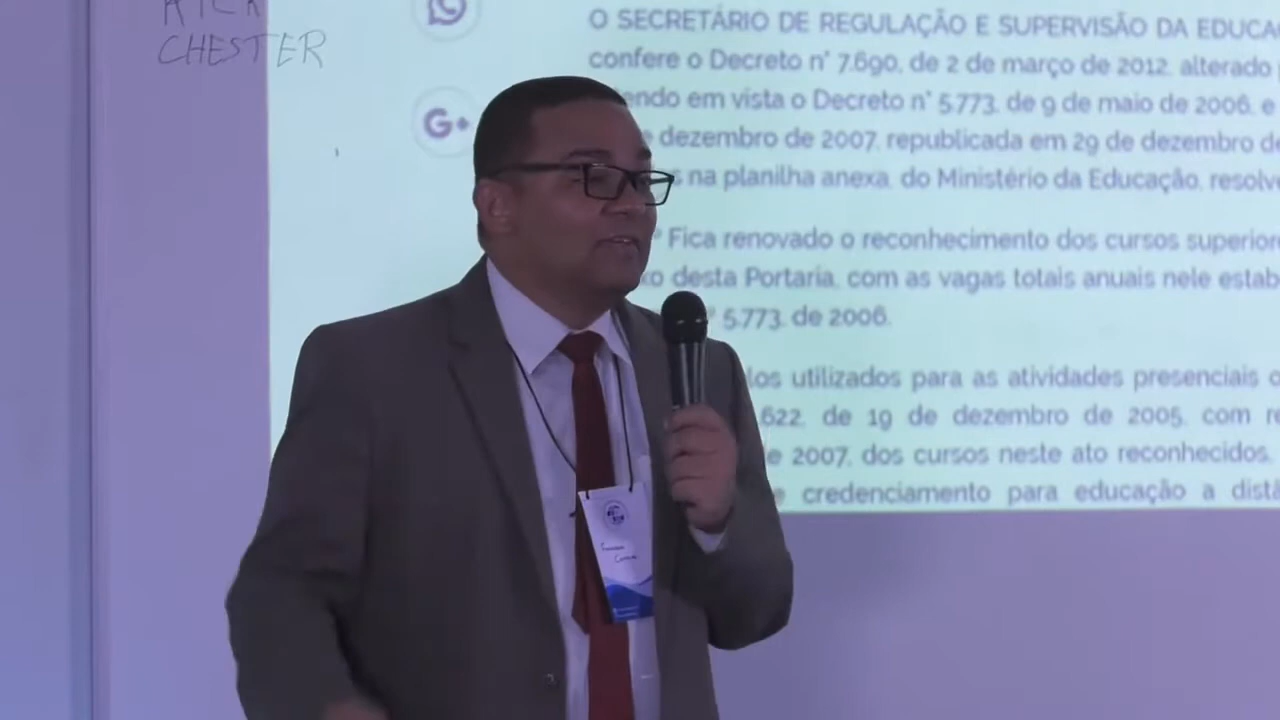 RICK
CHESTER
G+
O SECRETÁRIO DE REGULAÇÃO E SUPERVISÃO DA EDUCA
confere o Decreto n° 7.690, de 2 de março de 2012, alterado
endo em vista o Decreto n° 5.773, de 9 de maio de 2006, e
dezembro de 2007, republicada em 29 de dezembro de
na planilha anexa, do Ministério da Educação, resolve
Fica renovado o reconhecimento dos cursos superior
xo desta Portaria, com as vagas totais anuais nele estab
5.773, de 2006.
los utilizados para as atividades presenciais o
622, de 19 de dezembro de 2005, com r
e 2007, dos cursos neste ato reconhecidos,
e credenciamento para educação a distâ